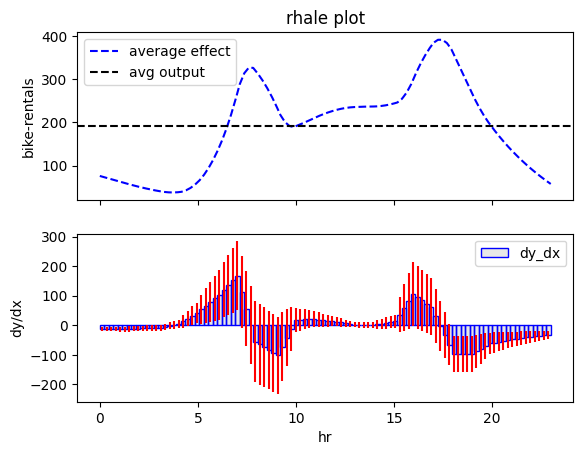 rhale plot
bike-rentals
400
300
200
100
average effect
avg output
dy/dx
300
200
100
0
−100
−200
dy_dx
0
5
10
15
20
hr